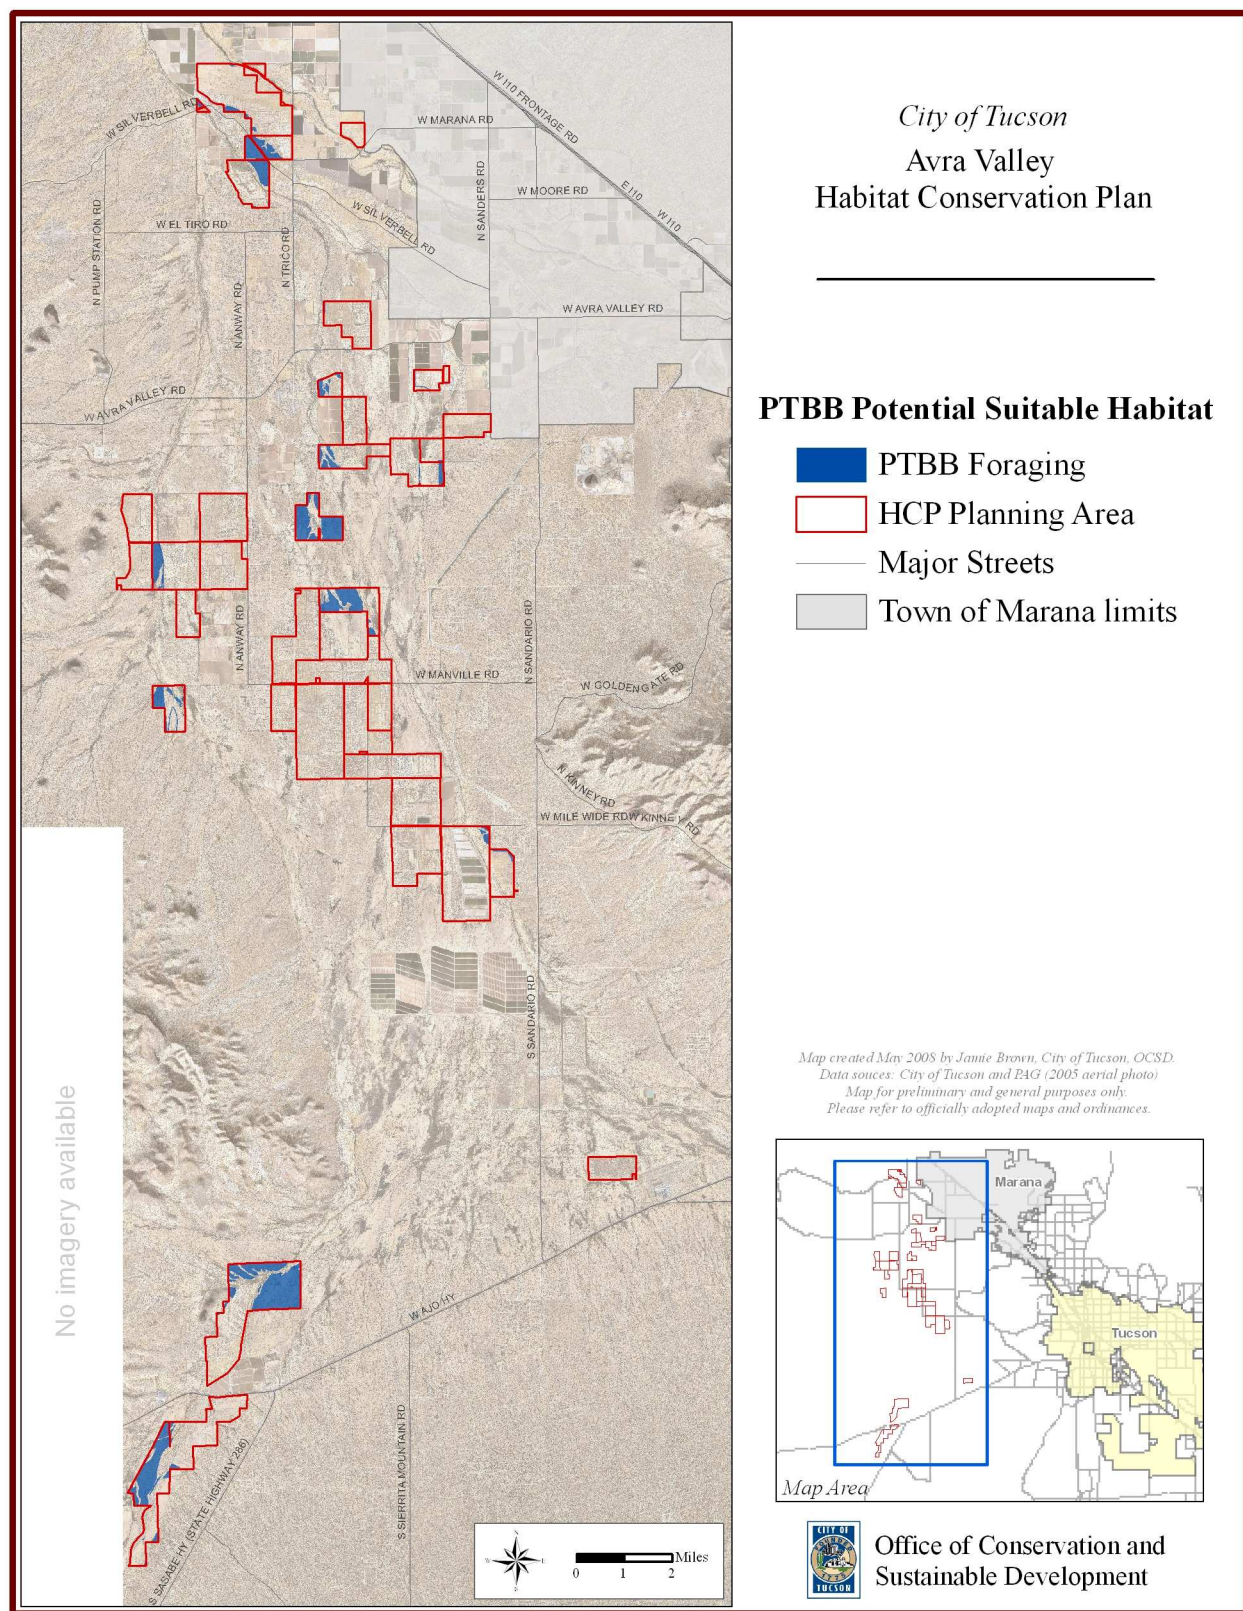 City of Tucson
Avra Valley
Habitat Conservation Plan
PTBB Potential Suitable Habitat
PTBB Foraging
HCP Planning Area
Major Streets
Town of Marana limits
W I10 FRONTAGE RD
W SILVERBELL RD
W MARANA RD
N SANDERS RD
W MOORE RD
E I10
W I10
N PUMP STATION RD
W EL TIRO RD
N TRICO RD
W SILVERBELL RD
N ANWAY RD
W AVRA VALLEY RD
W AVRA VALLEY RD
N ANWAY RD
N SANDARIO RD
W MANVILLE RD
W GOLDEN GATE RD
N KINNEY RD
W MILE WIDE RD
W KINNEY RD
S SANDARIO RD
No imagery available
W AJO HY
S SASABE HY (STATE HIGHWAY 286)
S SIERRITA MOUNTAIN RD
N
W E
S
Miles
0 1 2
Map created May 2008 by Jamie Brown, City of Tucson, OCSD.
Data souces: City of Tucson and PAG (2005 aerial photo)
Map for preliminary and general purposes only.
Please refer to officially adopted maps and ordinances.
Marana
Tucson
Map Area
CITY OF
TUCSON
Office of Conservation and
Sustainable Development